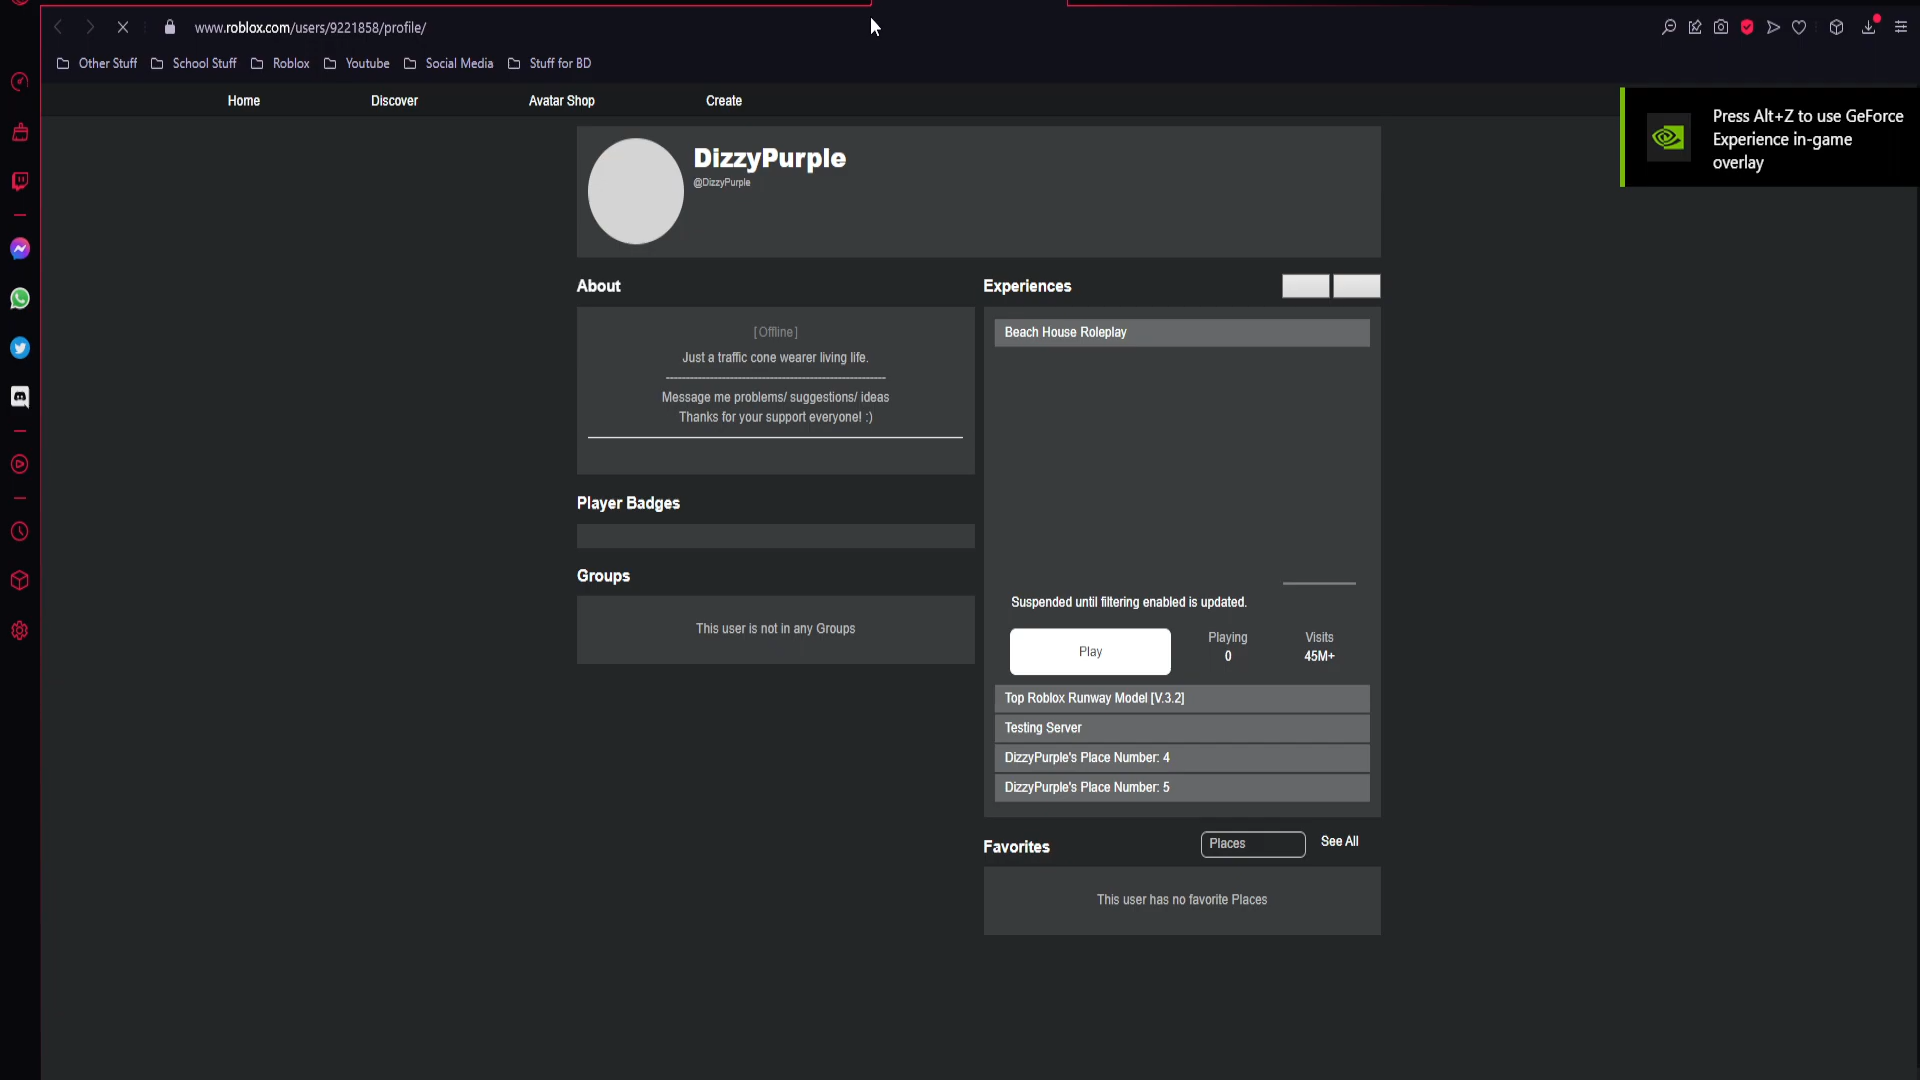 www.roblox.com/users/9221858/profile/
Other Stuff
School Stuff
Roblox
Youtube
Social Media
Stuff for BD
Home
Discover
Avatar Shop
Create
Press Alt+Z to use GeForce
Experience in-game
overlay
DizzyPurple
@DizzyPurple
About
[ Offline ]
Just a traffic cone wearer living life.
Message me problems/ suggestions/ ideas
Thanks for your support everyone! :)
Player Badges
Groups
This user is not in any Groups
Experiences
Beach House Roleplay
Suspended until filtering enabled is updated.
Play
Playing
0
Visits
45M+
Top Roblox Runway Model [V.3.2]
Testing Server
DizzyPurple's Place Number: 4
DizzyPurple's Place Number: 5
Favorites
Places
See All
This user has no favorite Places